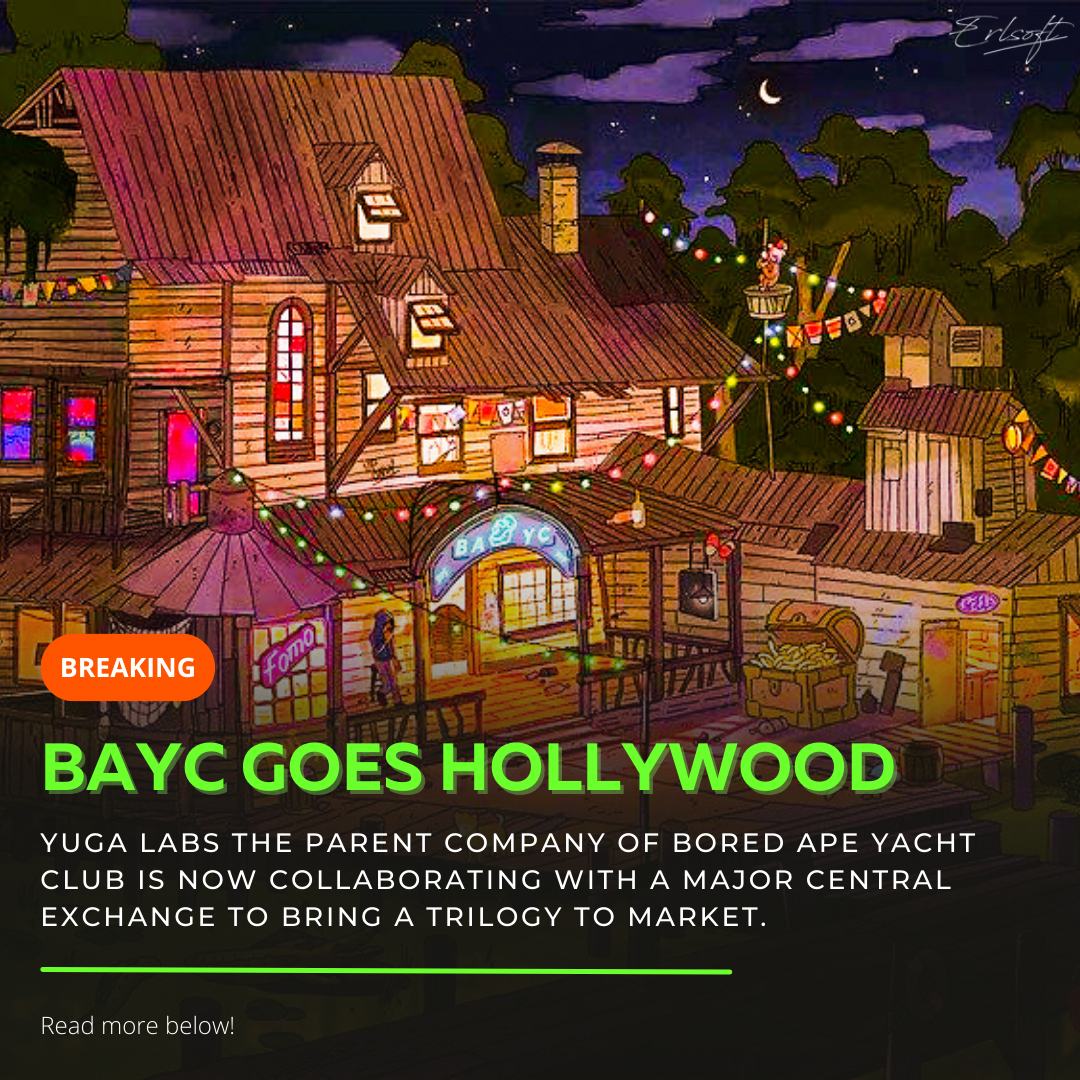 Erlsoft
BAYC
Foma
BREAKING
BAYC GOES HOLLYWOOD
YUGA LABS THE PARENT COMPANY OF BORED APE YACHT
CLUB IS NOW COLLABORATING WITH A MAJOR CENTRAL
EXCHANGE TO BRING A TRILOGY TO MARKET.
Read more below!